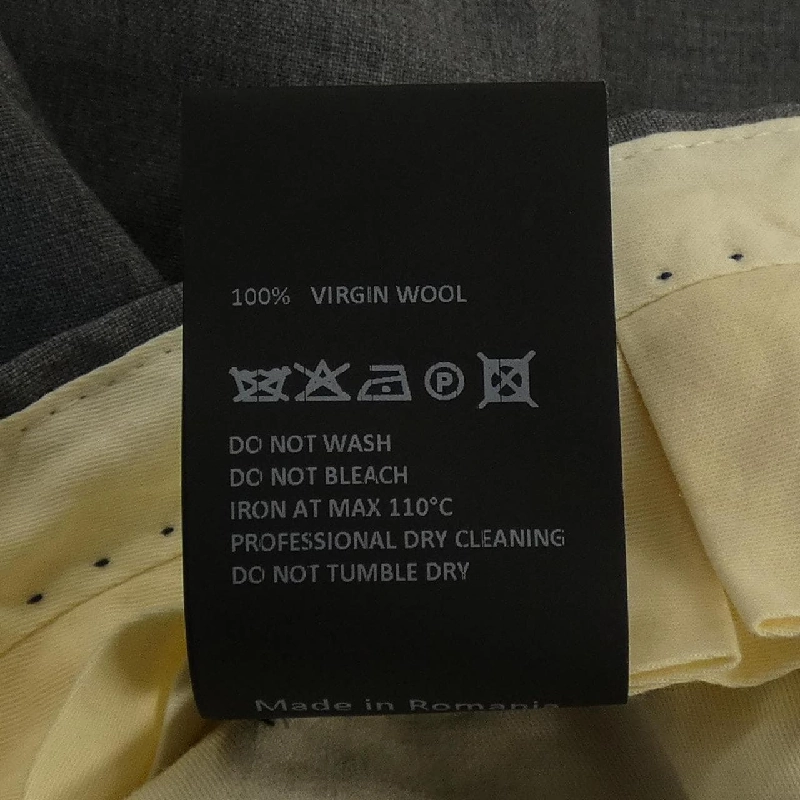 100% VIRGIN WOOL
P
DO NOT WASH
DO NOT BLEACH
IRON AT MAX 110°C
PROFESSIONAL DRY CLEANING
DO NOT TUMBLE DRY
Made in Romania